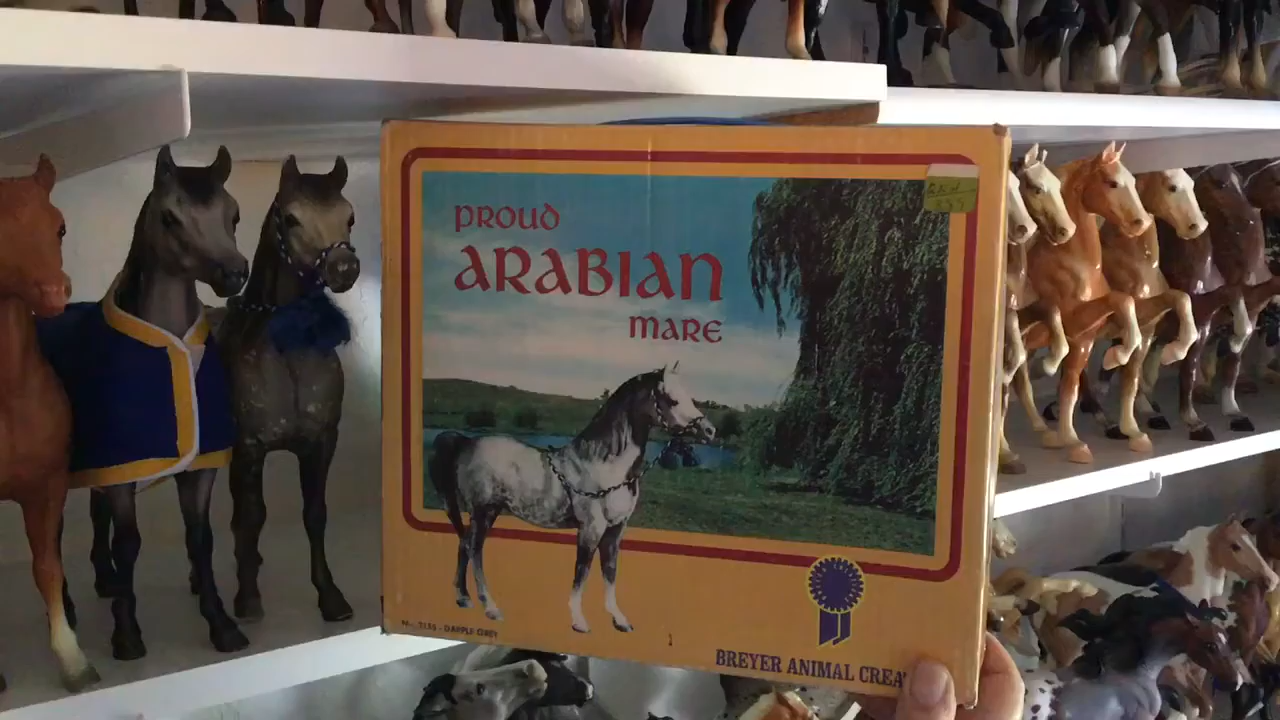 PROUD
ARABIAN
MARE
DAPPLE GREY
BREYER ANIMAL CREA